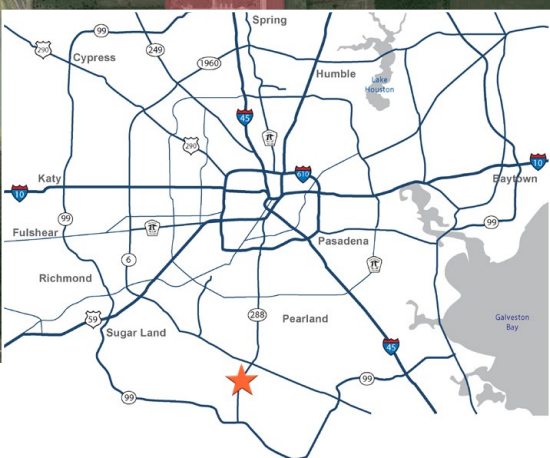 Spring
99
290
249
Cypress
1960
Humble
Lake
Houston
45
290
610
10
Katy
Baytown
10
99
99
Fulshear
Pasadena
6
Richmond
288
Pearland
59
Galveston
Bay
Sugar Land
45
99
99